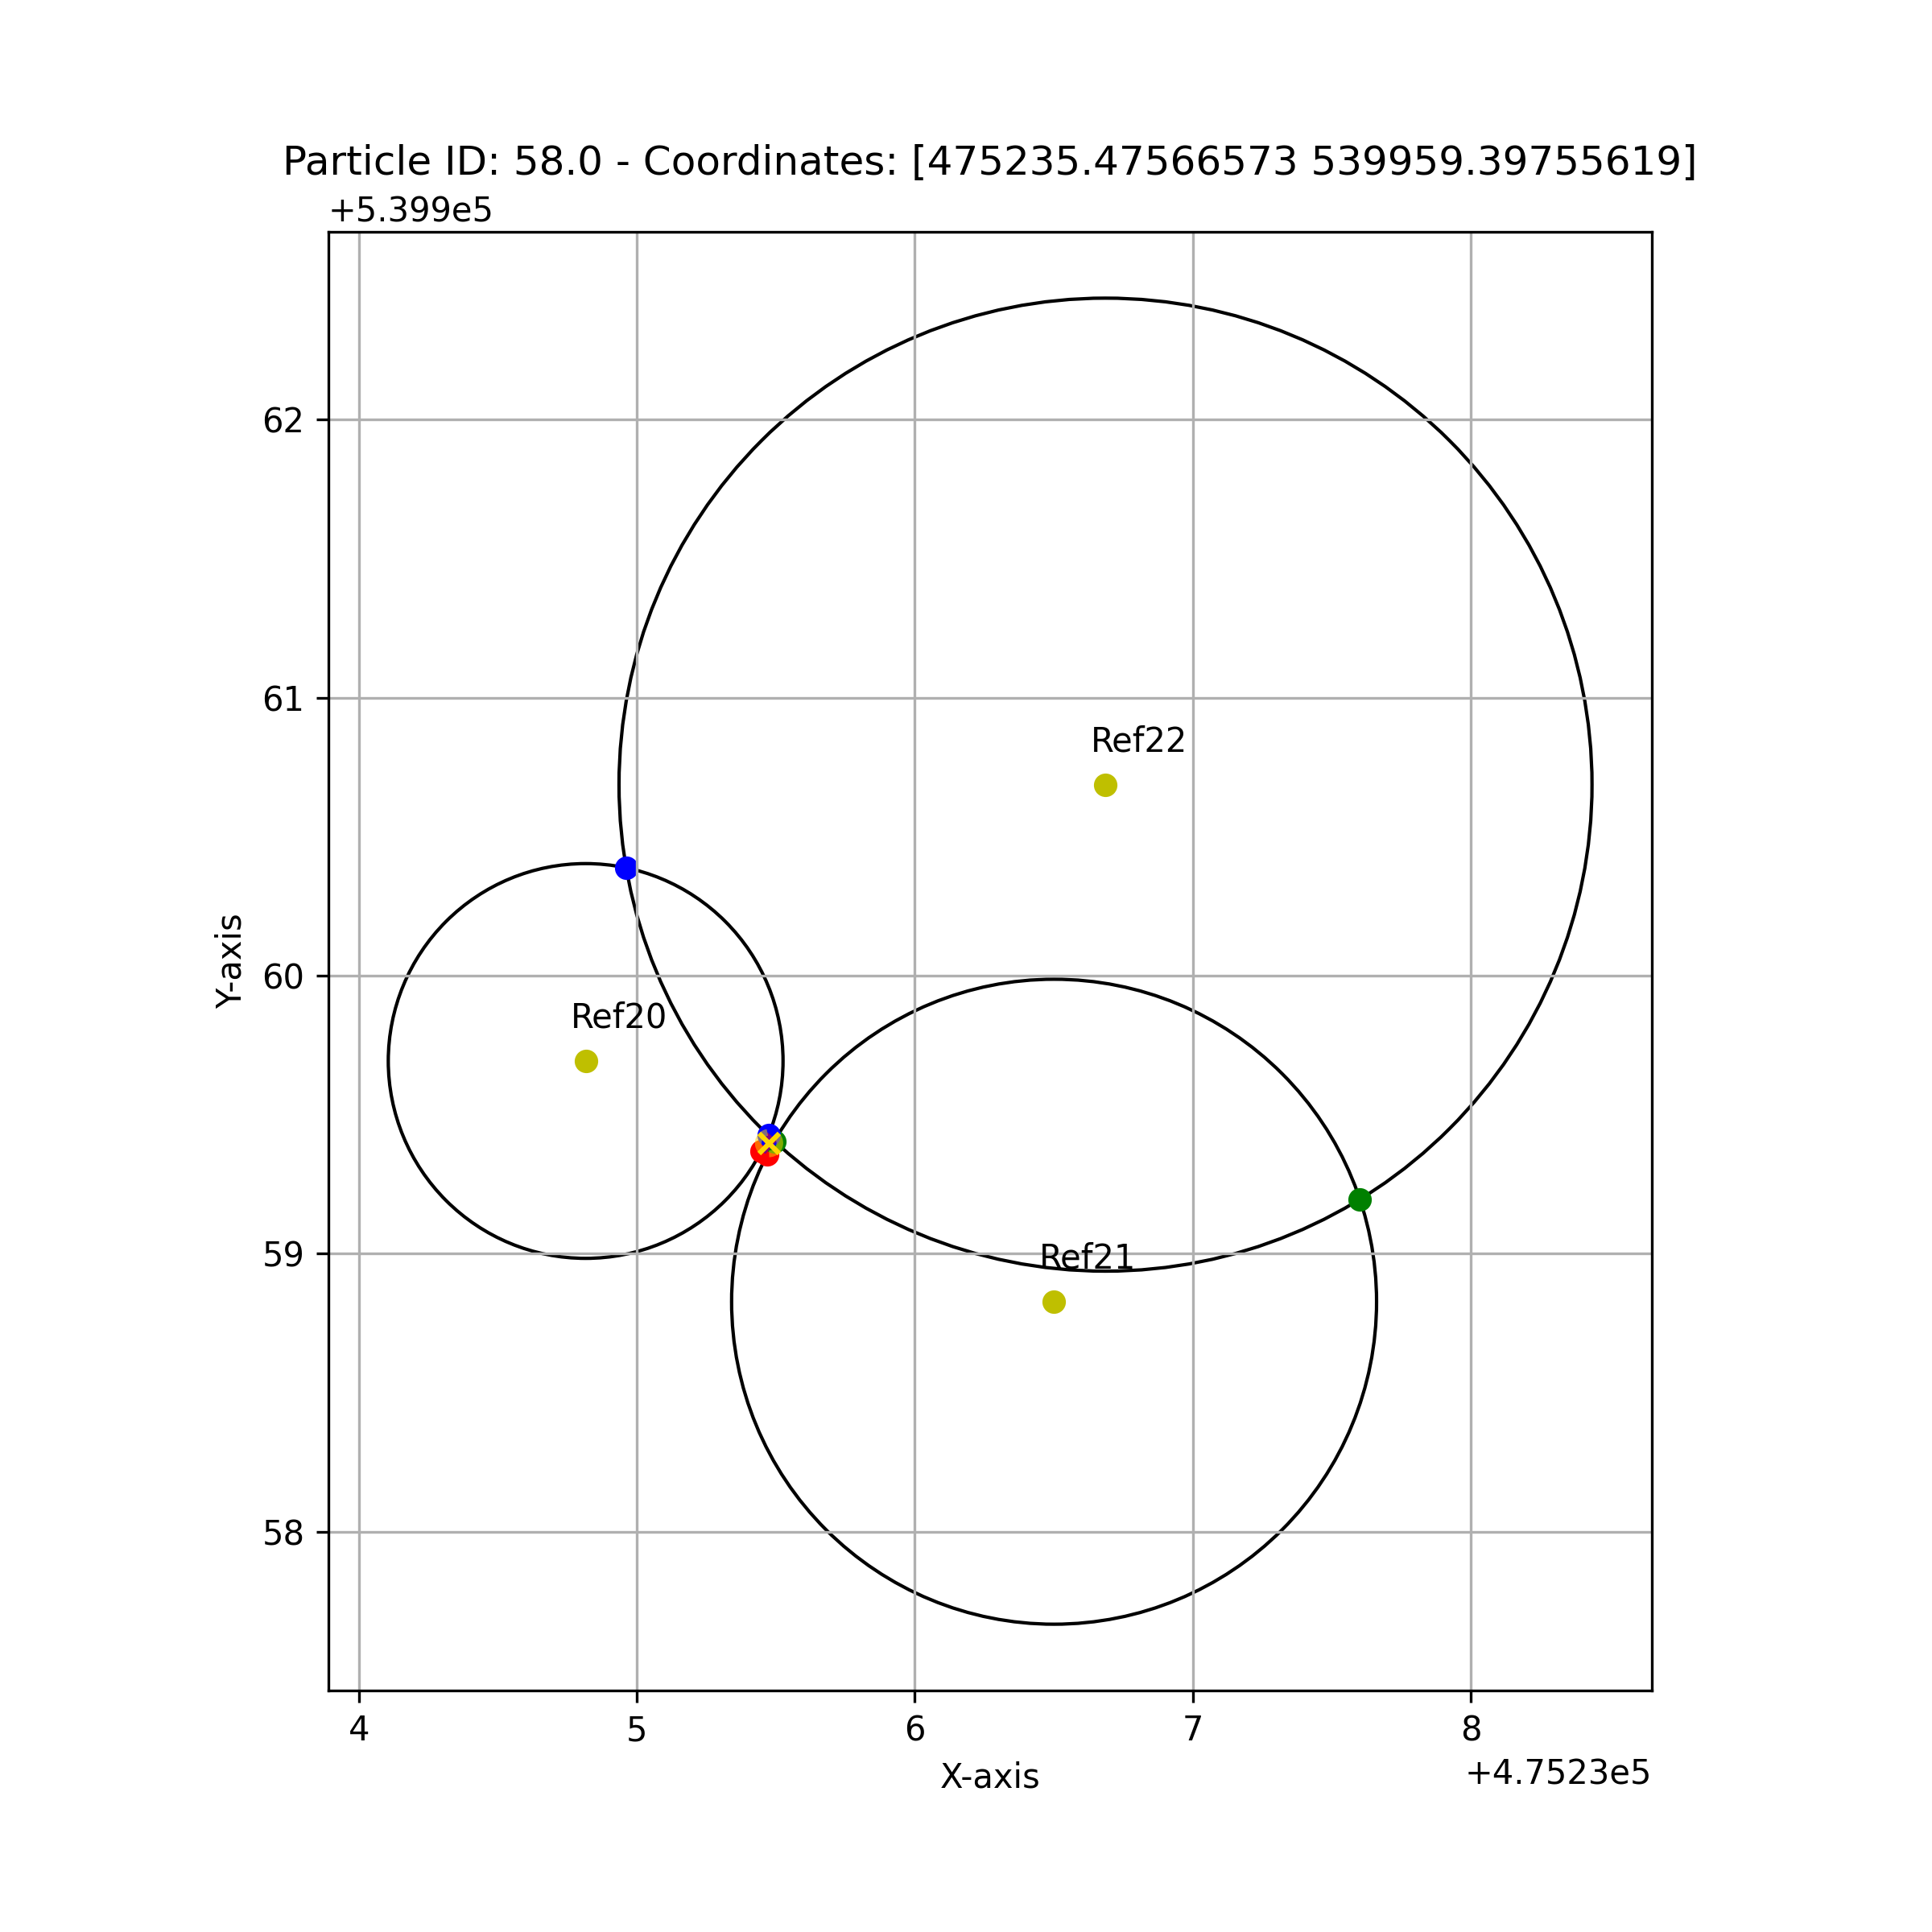 Particle ID: 58.0 - Coordinates: [475235.47566573 539959.39755619]
+5.399e5
62
61
60
59
58
Y-axis
Ref22
Ref20
Ref21
4 5 6 7 8
X-axis
+4.7523e5